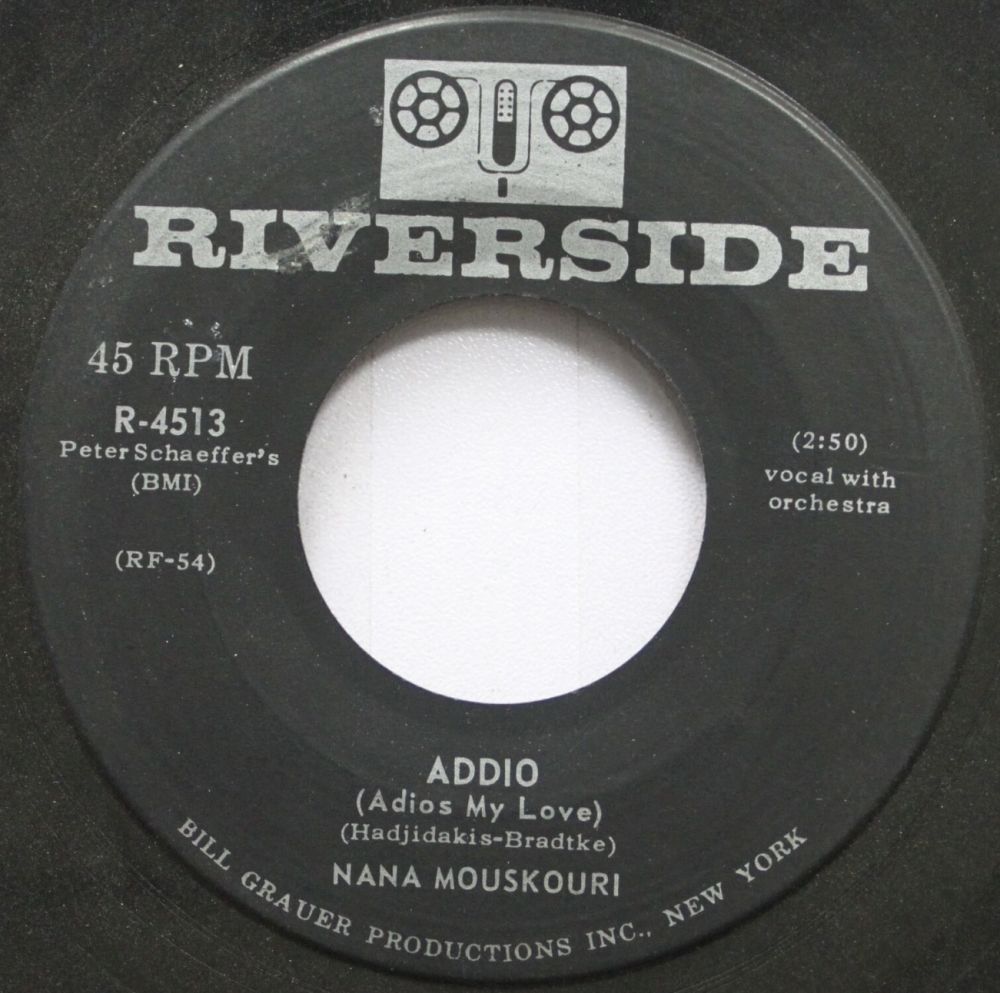 RIVERSIDE
45 RPM
R-4513
Peter Schaeffer's
(BMI)
(RF-54)
(2:50)
vocal with
orchestra
ADDIO
(Adios My Love)
(Hadjidakis-Bradtke)
NANA MOUSKOURI
BILL GRAUER PRODUCTIONS INC., NEW YORK